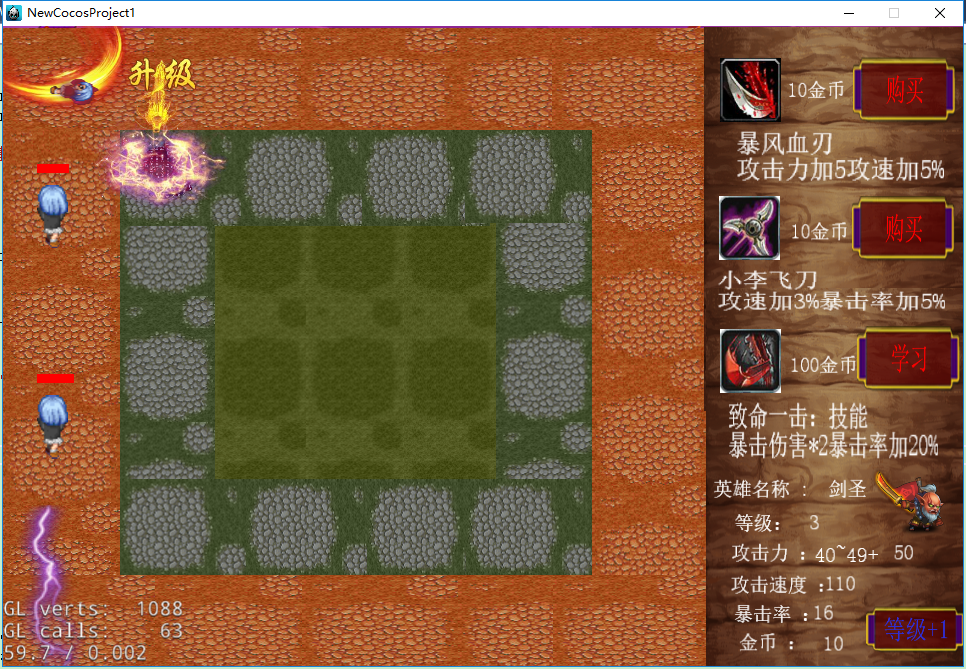 NewCocosProject1
升级
10金币 购买
暴风血刃
攻击力加5攻速加5%
10金币 购买
小李飞刀
攻速加3%暴击率加5%
100金币 学习
致命一击：技能
暴击伤害*2暴击率加20%
英雄名称 ： 剑圣
等级： 3
攻击力 ：40~49+ 50
攻击速度 :110
暴击率 :16
等级+1
金币 ： 10
GL verts: 1088
GL calls: 63
59.7 / 0.002